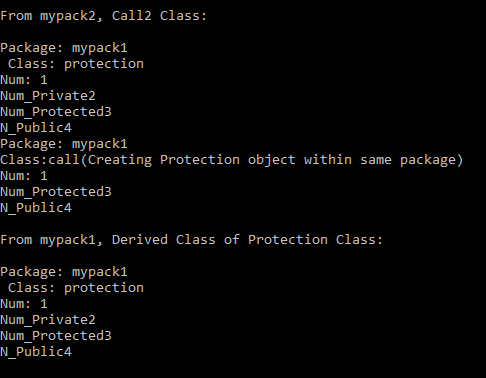 From mypack2, Call2 Class:
Package: mypack1
Class: protection
Num: 1
Num_Private2
Num_Protected3
N_Public4
Package: mypack1
Class:call(Creating Protection object within same package)
Num: 1
Num_Protected3
N_Public4
From mypack1, Derived Class of Protection Class:
Package: mypack1
Class: protection
Num: 1
Num_Private2
Num_Protected3
N_Public4